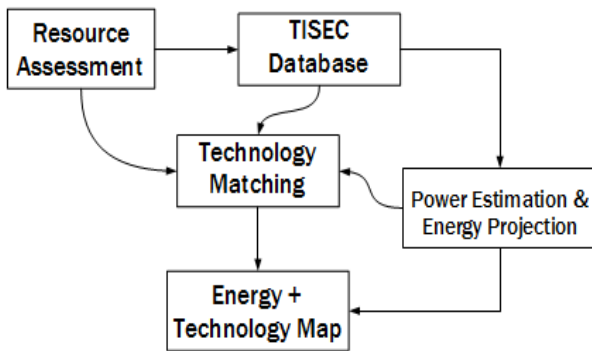 Resource
Assessment
TISEC
Database
Technology
Matching
Power Estimation &
Energy Projection
Energy +
Technology Map